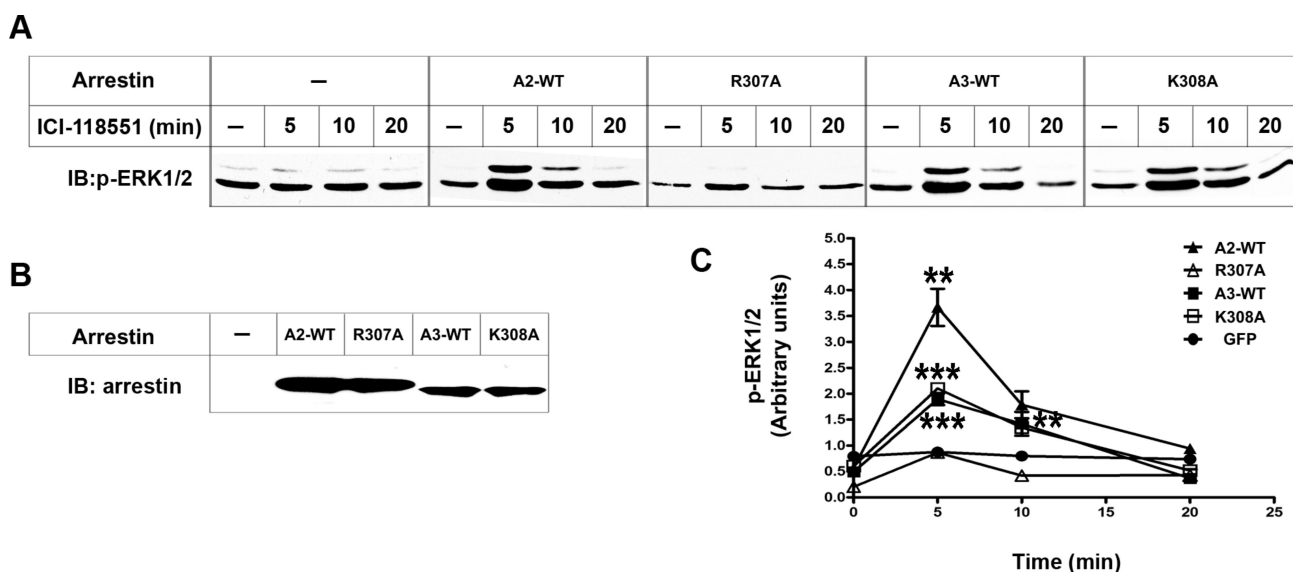 A
Arrestin – A2-WT R307A A3-WT K308A
ICI-118551 (min) – 5 10 20 – 5 10 20 – 5 10 20 – 5 10 20 – 5 10 20
IB:p-ERK1/2
B
Arrestin – A2-WT R307A A3-WT K308A
IB: arrestin
C
p-ERK1/2
(Arbitrary units)
5.0
4.5
4.0
3.5
3.0
2.5
2.0
1.5
1.0
0.5
0.0
**
***
***
**
A2-WT
R307A
A3-WT
K308A
GFP
0 5 10 15 20 25
Time (min)